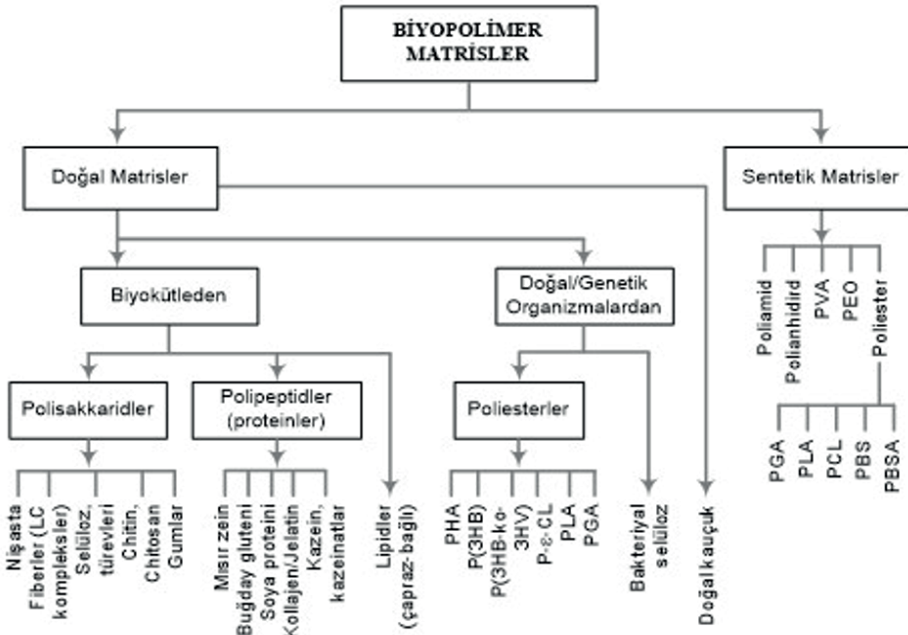 BİYOPOLİMER
MATRİSLER
Doğal Matrisler
Sentetik Matrisler
Biyokütleden
Doğal/Genetik
Organizmalardan
Poliamid
Polianhidird
PVA
PEO
Poliester
Polisakkaridler
Polipeptidler
(proteinler)
Poliesterler
PGA
PLA
PCL
PBS
PBSA
Nişasta
Fiberler (LC
kompleksler)
Selüloz,
türevleri
Chitin,
Chitosan
Gumlar
Mısır zein
Buğday gluteni
Soya proteini
Kollajen/Jelatin
Kazein,
kazeinatlar
Lipidler
(çapraz-bağlı)
PHA
P(3HB)
P(3HB-ko-
3HV)
P-ε-CL
PLA
PGA
Bakteriyal
selüloz
Doğal kauçuk